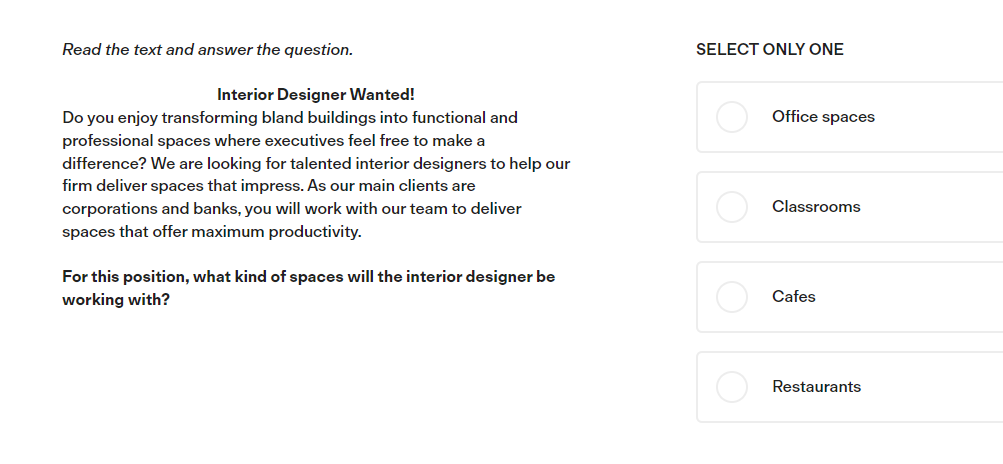 Read the text and answer the question.
Interior Designer Wanted!
Do you enjoy transforming bland buildings into functional and
professional spaces where executives feel free to make a
difference? We are looking for talented interior designers to help our
firm deliver spaces that impress. As our main clients are
corporations and banks, you will work with our team to deliver
spaces that offer maximum productivity.
For this position, what kind of spaces will the interior designer be
working with?
SELECT ONLY ONE
Office spaces
Classrooms
Cafes
Restaurants